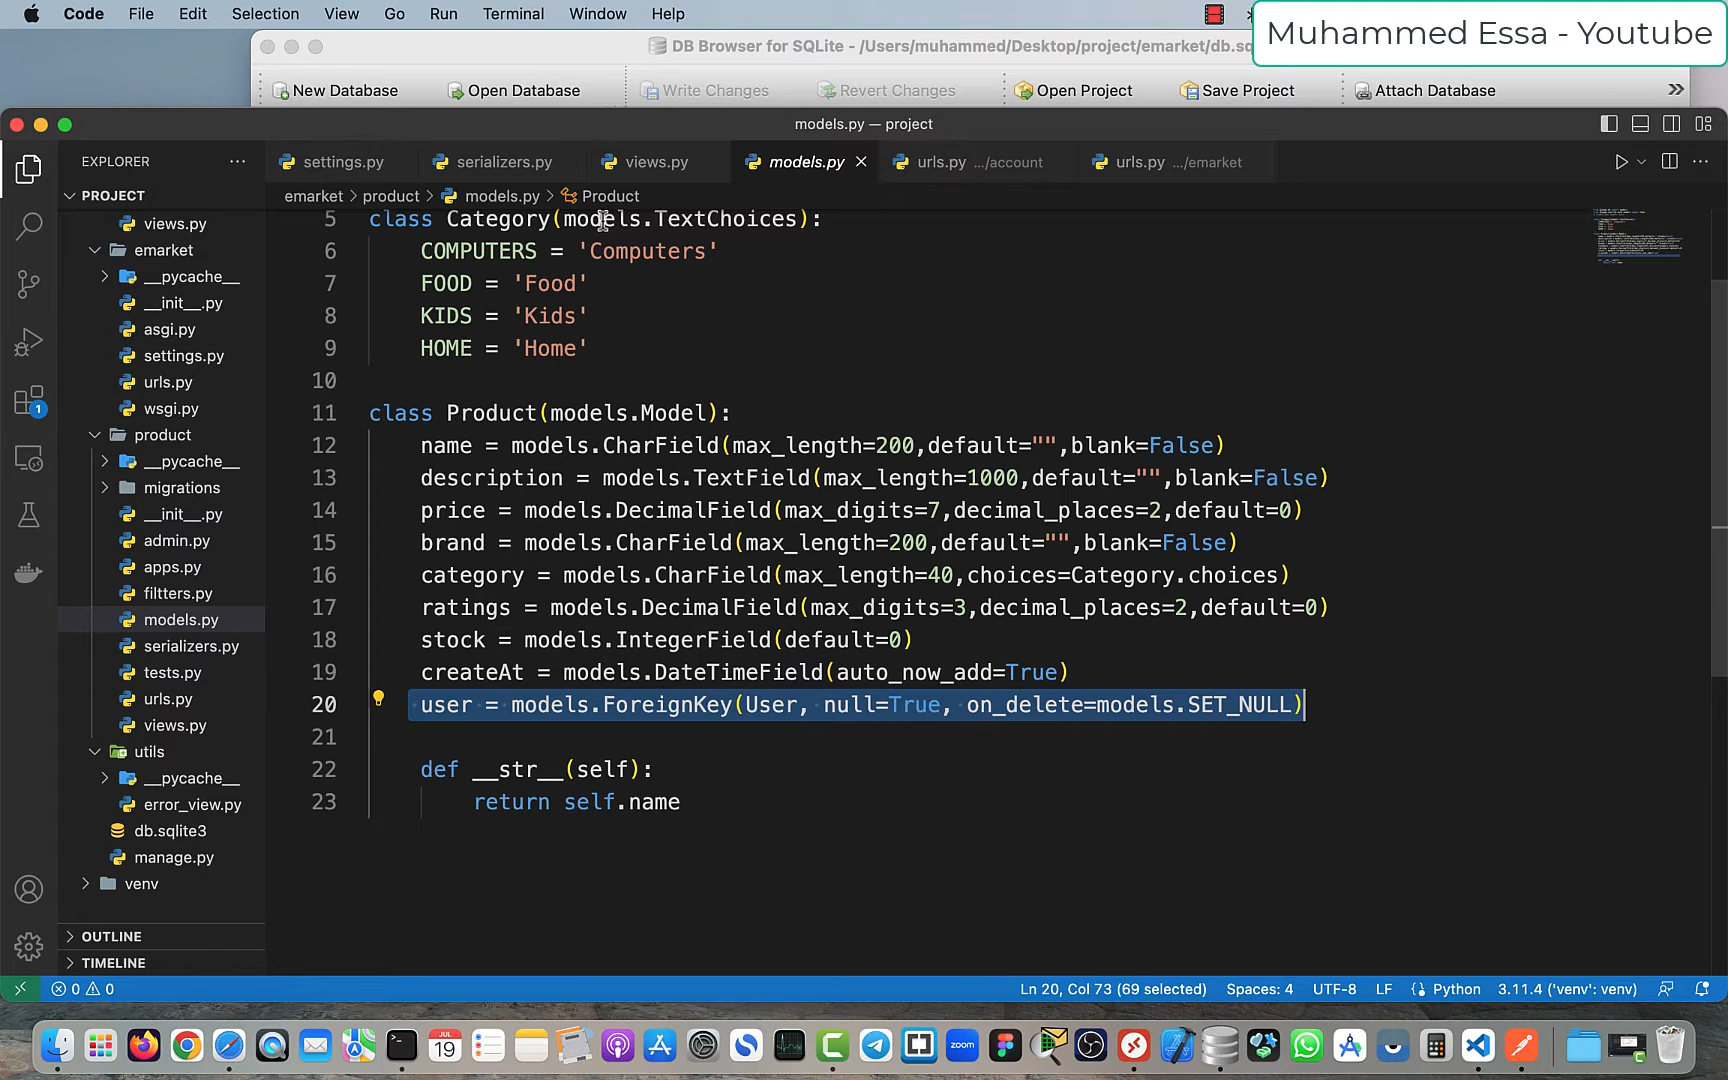 Code File Edit Selection View Go Run Terminal Window Help
Muhammed Essa - Youtube
DB Browser for SQLite - /Users/muhammed/Desktop/project/emarket/db.sq
New Database Open Database Write Changes Revert Changes Open Project Save Project Attach Database »
models.py — project
EXPLORER ···
settings.py serializers.py views.py models.py × urls.py .../account urls.py .../emarket ···
PROJECT
emarket > product > models.py > Product
views.py
emarket
__pycache__
__init__.py
asgi.py
settings.py
urls.py
wsgi.py
product
__pycache__
migrations
__init__.py
admin.py
apps.py
filtters.py
models.py
serializers.py
tests.py
urls.py
views.py
utils
__pycache__
error_view.py
db.sqlite3
manage.py
venv
OUTLINE
TIMELINE
1
5 class Category(models.TextChoices):
6 COMPUTERS = 'Computers'
7 FOOD = 'Food'
8 KIDS = 'Kids'
9 HOME = 'Home'
10
11 class Product(models.Model):
12 name = models.CharField(max_length=200,default="",blank=False)
13 description = models.TextField(max_length=1000,default="",blank=False)
14 price = models.DecimalField(max_digits=7,decimal_places=2,default=0)
15 brand = models.CharField(max_length=200,default="",blank=False)
16 category = models.CharField(max_length=40,choices=Category.choices)
17 ratings = models.DecimalField(max_digits=3,decimal_places=2,default=0)
18 stock = models.IntegerField(default=0)
19 createAt = models.DateTimeField(auto_now_add=True)
20 user = models.ForeignKey(User, null=True, on_delete=models.SET_NULL)
21
22 def __str__(self):
23 return self.name
0 0 Ln 20, Col 73 (69 selected) Spaces: 4 UTF-8 LF Python 3.11.4 ('venv': venv)
JUL
19
zoom